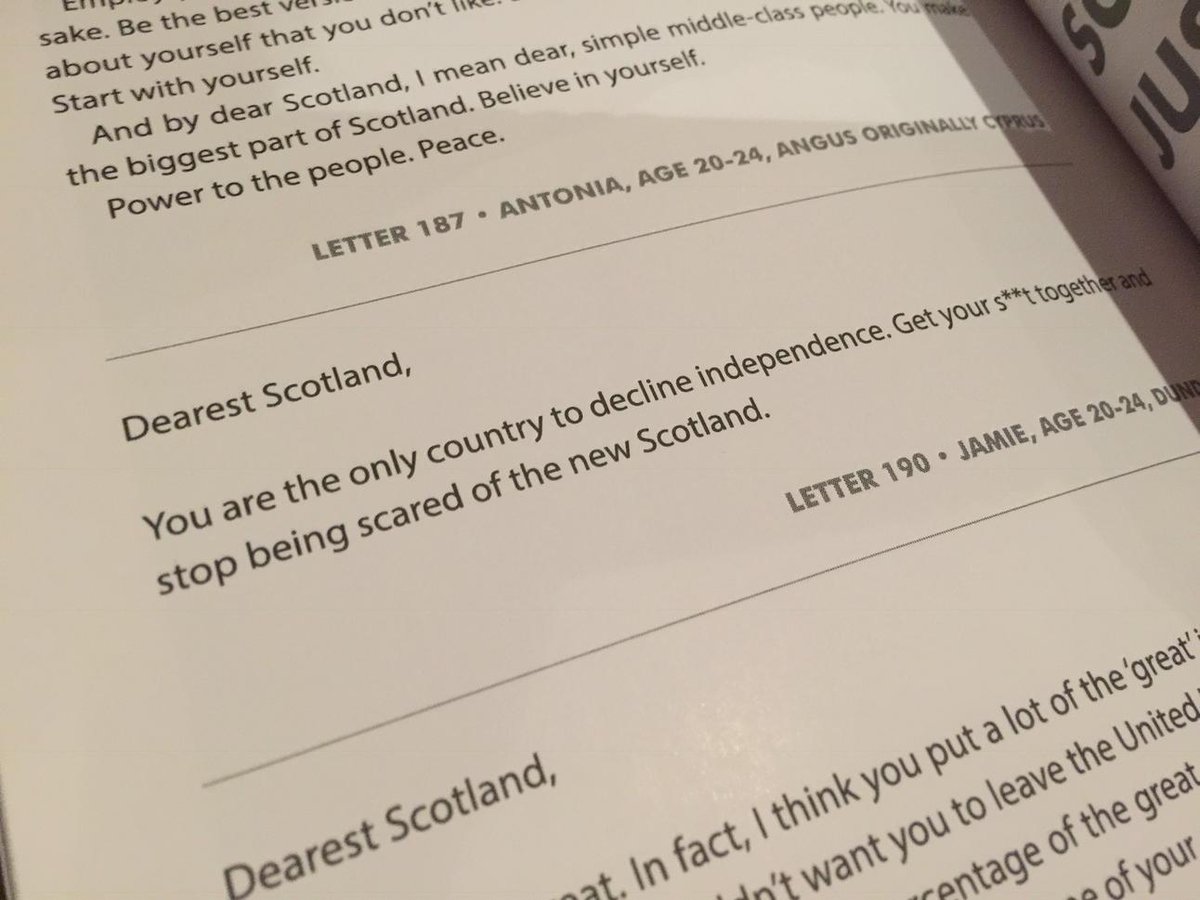 sake. Be the best
about yourself that you don't like.
Start with yourself.
And by dear Scotland, I mean dear, simple middle-class people. You make
the biggest part of Scotland. Believe in yourself.
Power to the people. Peace.
LETTER 187 • ANTONIA, AGE 20-24, ANGUS ORIGINALLY CYPRUS
Dearest Scotland,
You are the only country to decline independence. Get your s**t together and
stop being scared of the new Scotland.
LETTER 190 • JAMIE, AGE 20-24,
Dearest Scotland,
In fact, I think you put a lot of the 'great'
want you to leave the United
of the great
of your